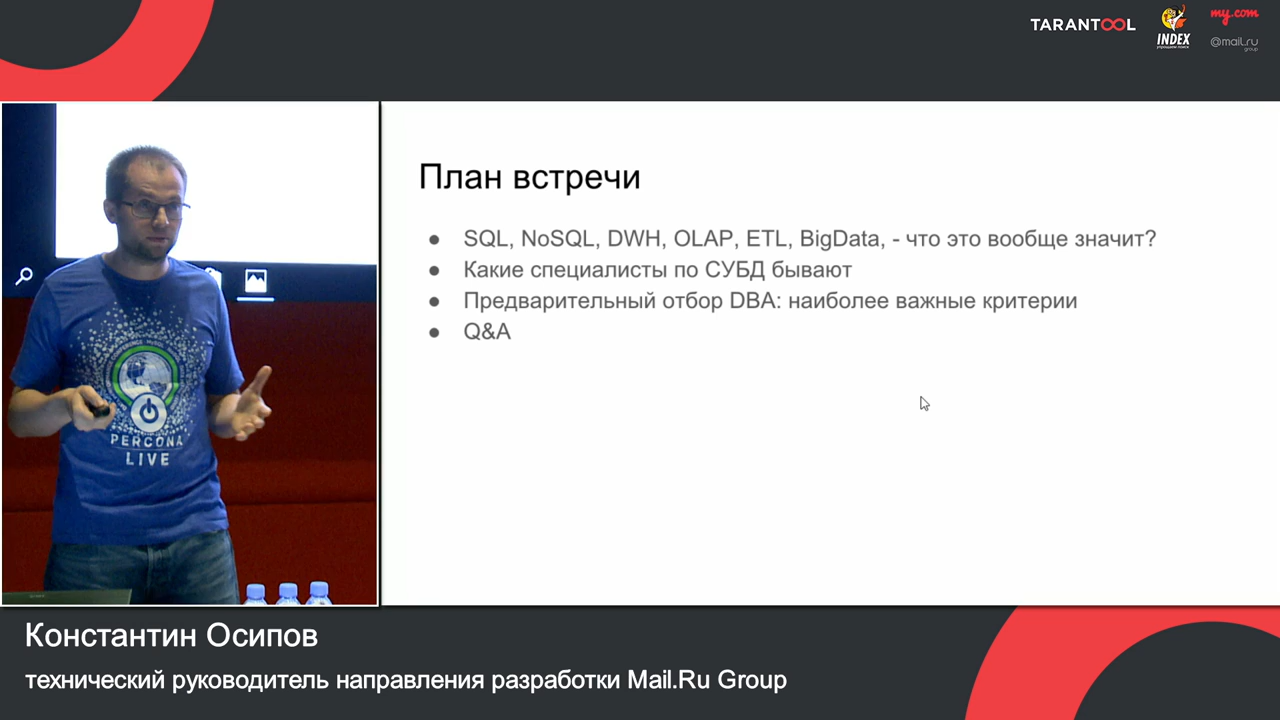 TARANTOOL
INDEX
my.com
@mail.ru
group
План встречи
SQL, NoSQL, DWH, OLAP, ETL, BigData, - что это вообще значит?
Какие специалисты по СУБД бывают
Предварительный отбор DBA: наиболее важные критерии
Q&A
PERCONA
LIVE
Константин Осипов
технический руководитель направления разработки Mail.Ru Group